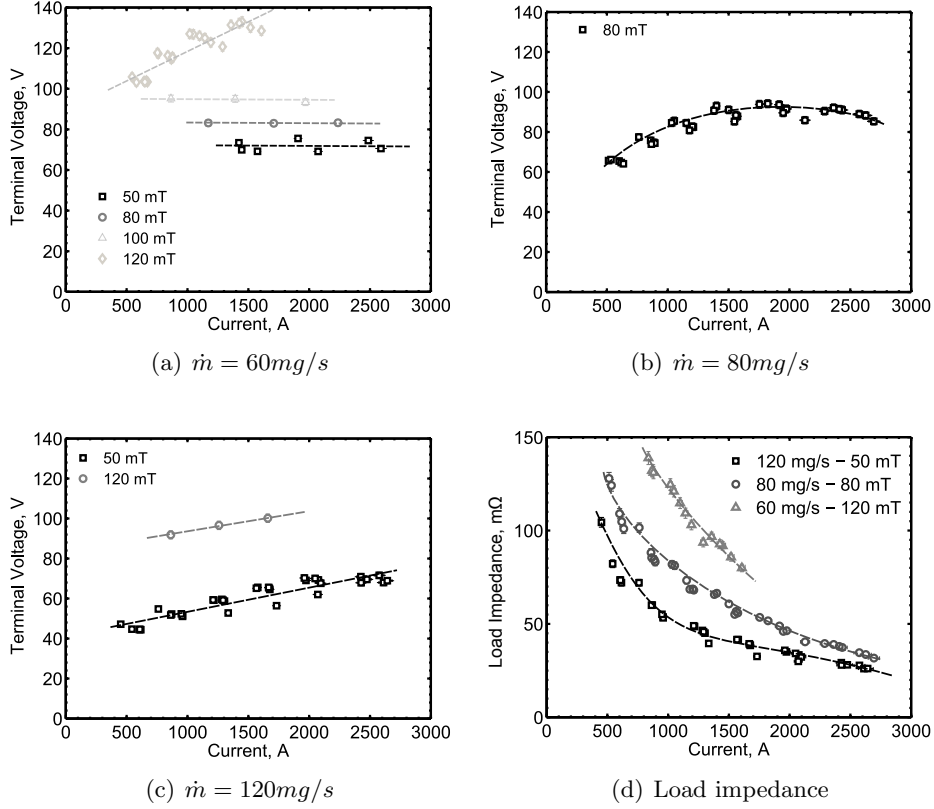 140
120
100
80
60
40
20
0
Terminal Voltage, V
50 mT
80 mT
100 mT
120 mT
0 500 1000 1500 2000 2500 3000
Current, A
(a) ṁ = 60mg/s
140
120
100
80
60
40
20
0
Terminal Voltage, V
80 mT
0 500 1000 1500 2000 2500 3000
Current, A
(b) ṁ = 80mg/s
140
120
100
80
60
40
20
0
Terminal Voltage, V
50 mT
120 mT
0 500 1000 1500 2000 2500 3000
Current, A
(c) ṁ = 120mg/s
150
100
50
0
Load Impedance, mΩ
120 mg/s − 50 mT
80 mg/s − 80 mT
60 mg/s − 120 mT
0 500 1000 1500 2000 2500 3000
Current, A
(d) Load impedance